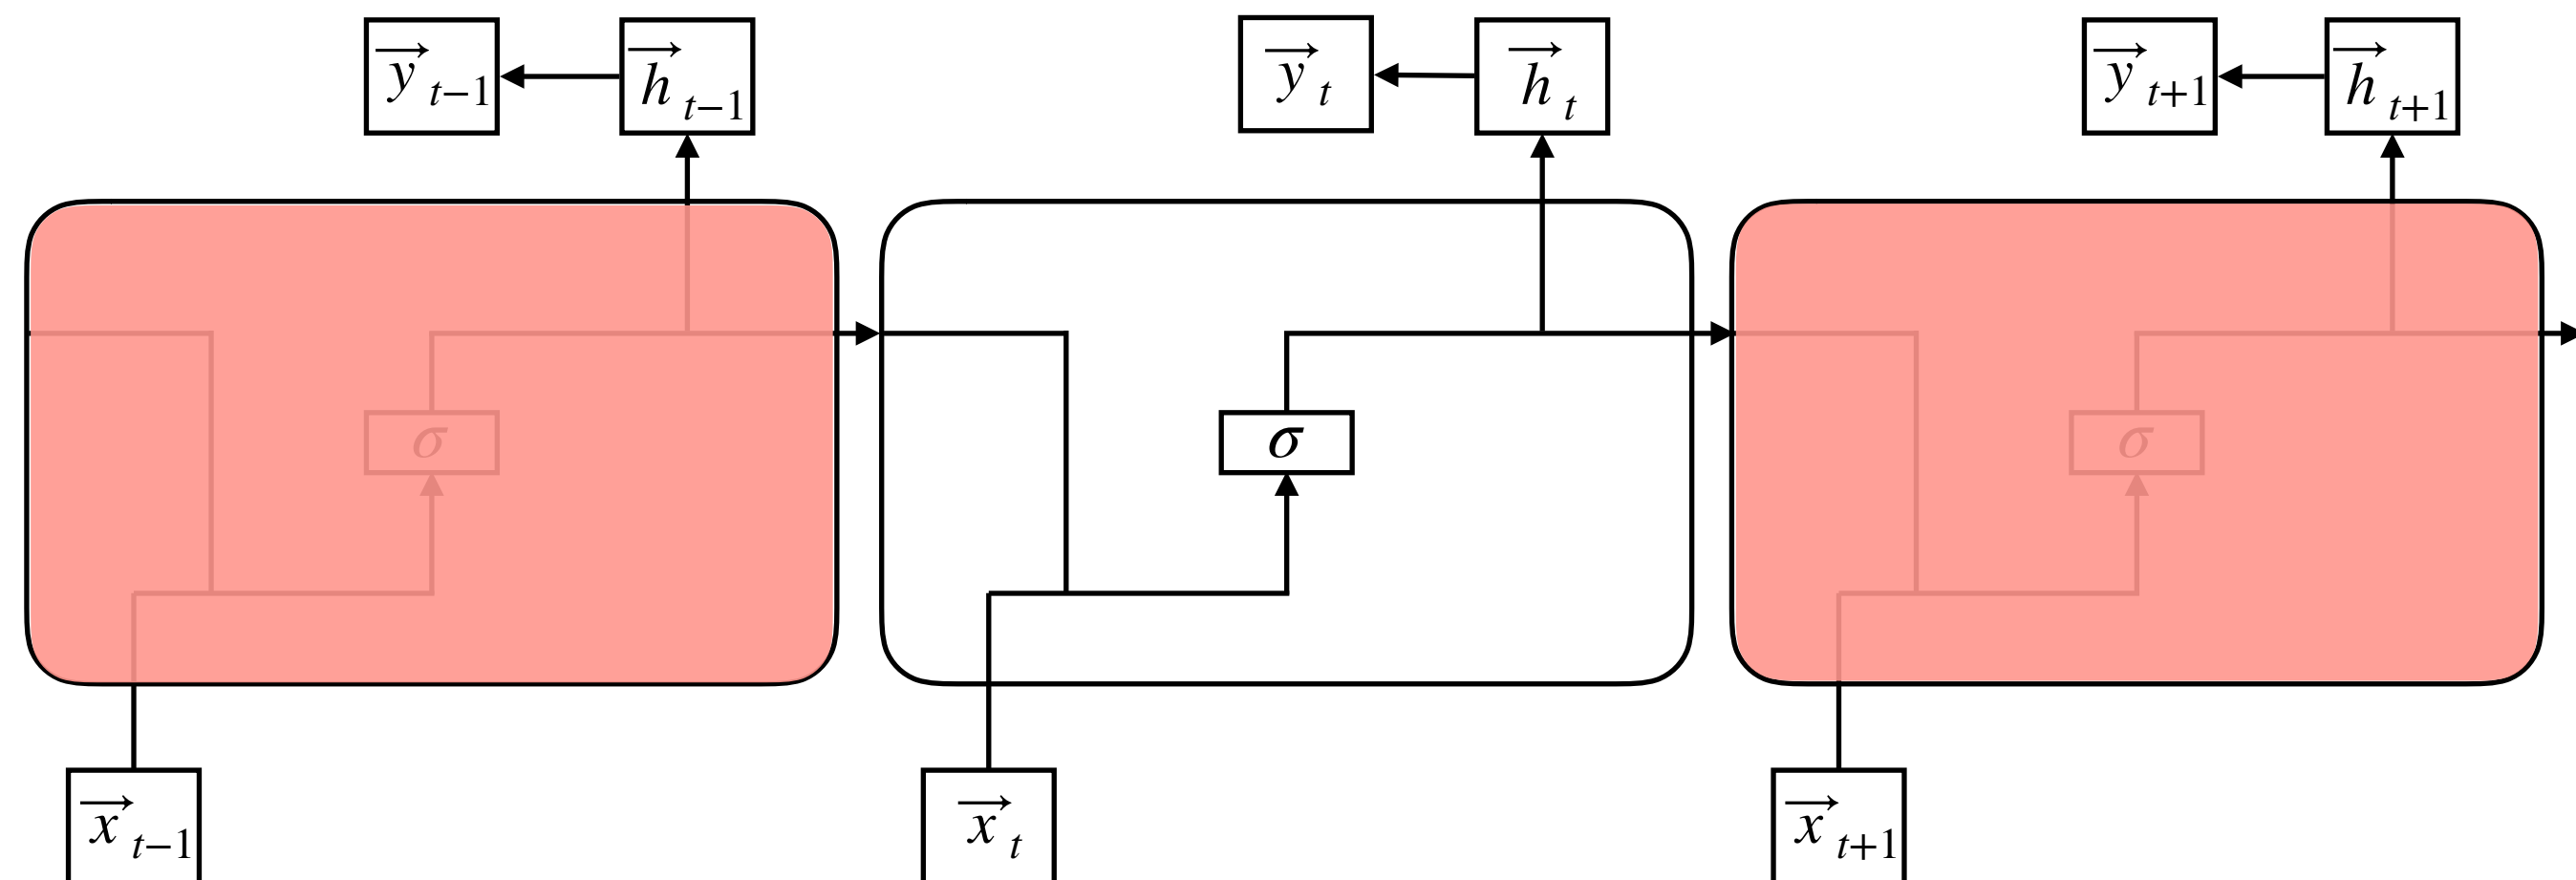 y⃗ t−1 h⃗ t−1 y⃗ t h⃗ t y⃗ t+1 h⃗ t+1
σ σ σ
x⃗ t−1 x⃗ t x⃗ t+1